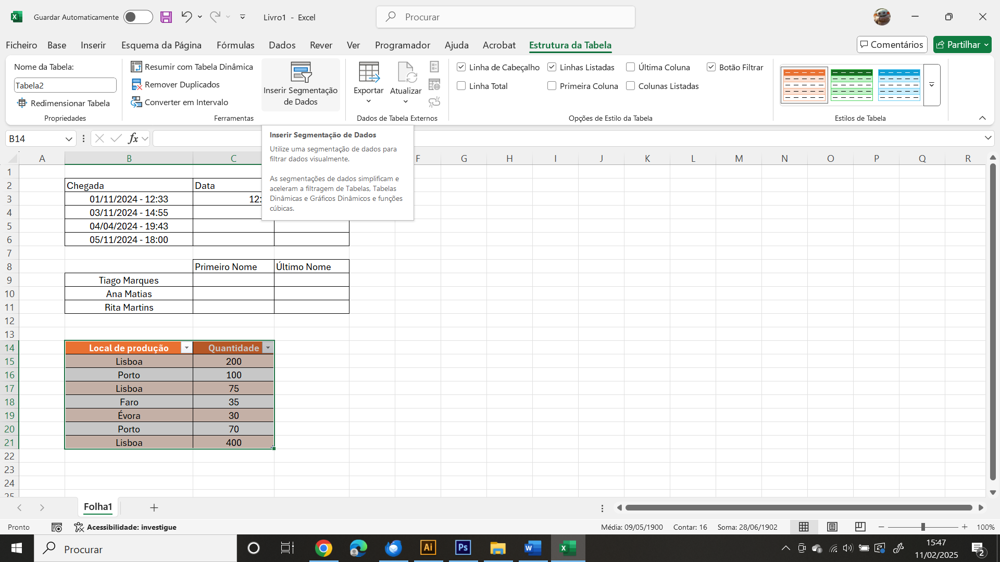 Guardar Automaticamente
Livro1 - Excel
Procurar
Ficheiro Base Inserir Esquema da Página Fórmulas Dados Rever Ver Programador Ajuda Acrobat Estrutura da Tabela
Comentários
Partilhar
Nome da Tabela:
Tabela2
Redimensionar Tabela
Propriedades
Resumir com Tabela Dinâmica
Remover Duplicados
Converter em Intervalo
Inserir Segmentação
de Dados
Ferramentas
Exportar
Atualizar
Dados de Tabela Externos
Linha de Cabeçalho Linhas Listadas Última Coluna Botão Filtrar
Linha Total Primeira Coluna Colunas Listadas
Opções de Estilo da Tabela
Estilos de Tabela
B14
fx
Inserir Segmentação de Dados
Utilize uma segmentação de dados para
filtrar dados visualmente.
As segmentações de dados simplificam e
aceleram a filtragem de Tabelas, Tabelas
Dinâmicas e Gráficos Dinâmicos e funções
cúbicas.
A B C F G H I J K L M N O P Q R
1
2 Chegada Data
3 01/11/2024 - 12:33 12:
4 03/11/2024 - 14:55
5 04/04/2024 - 19:43
6 05/11/2024 - 18:00
7
8 Primeiro Nome Último Nome
9 Tiago Marques
10 Ana Matias
11 Rita Martins
12
13
14 Local de produção Quantidade
15 Lisboa 200
16 Porto 100
17 Lisboa 75
18 Faro 35
19 Évora 30
20 Porto 70
21 Lisboa 400
22
23
24
25
Folha1
Pronto
Acessibilidade: investigue
Média: 09/05/1900 Contar: 16 Soma: 28/06/1902
100%
Procurar
Ai
Ps
15:47
11/02/2025
2